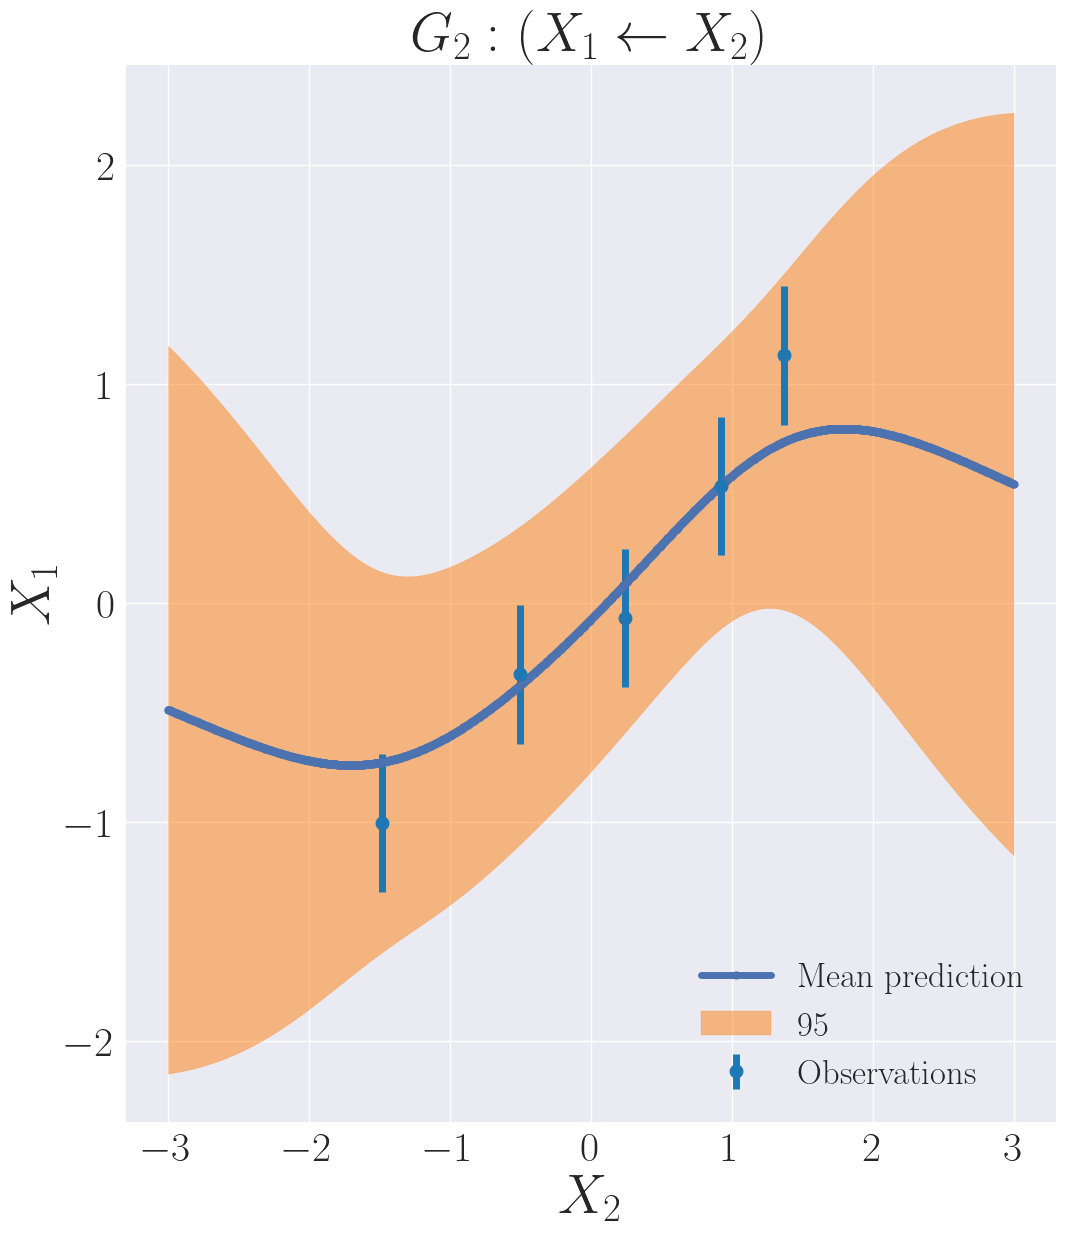 G₂ : (X₁ ← X₂)
2
1
0
−1
−2
X₁
Mean prediction
95
Observations
−3 −2 −1 0 1 2 3
X₂